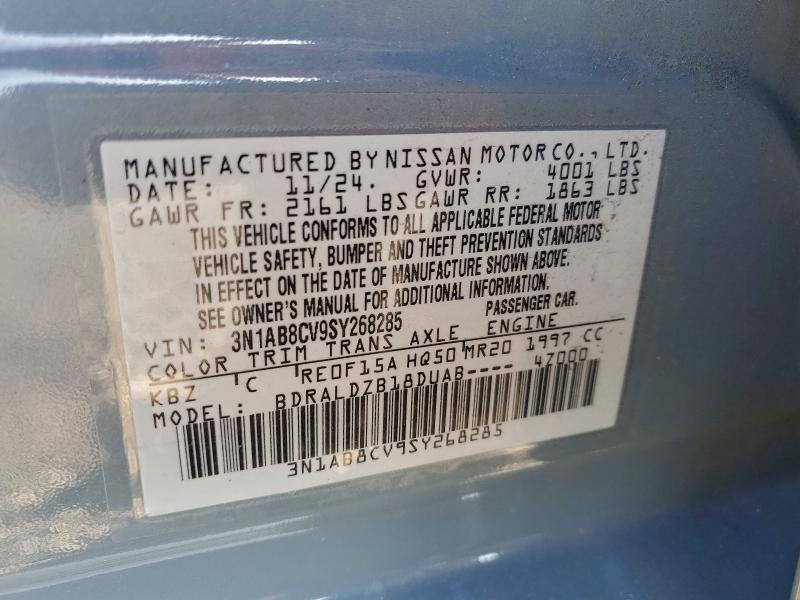 MANUFACTURED BY NISSAN MOTOR CO., LTD.
DATE: 11/24. GVWR: 4001 LBS
GAWR FR: 2161 LBS GAWR RR: 1863 LBS
THIS VEHICLE CONFORMS TO ALL APPLICABLE FEDERAL MOTOR
VEHICLE SAFETY, BUMPER AND THEFT PREVENTION STANDARDS
IN EFFECT ON THE DATE OF MANUFACTURE SHOWN ABOVE.
SEE OWNER'S MANUAL FOR ADDITIONAL INFORMATION.
VIN: 3N1AB8CV9SY268285 PASSENGER CAR.
COLOR TRIM TRANS AXLE ENGINE
KBZ 'C RE0F15A HQ50 MR20 1997 CC
MODEL: BDRALDZB18DUAB---- 47000
3N1AB8CV9SY268285